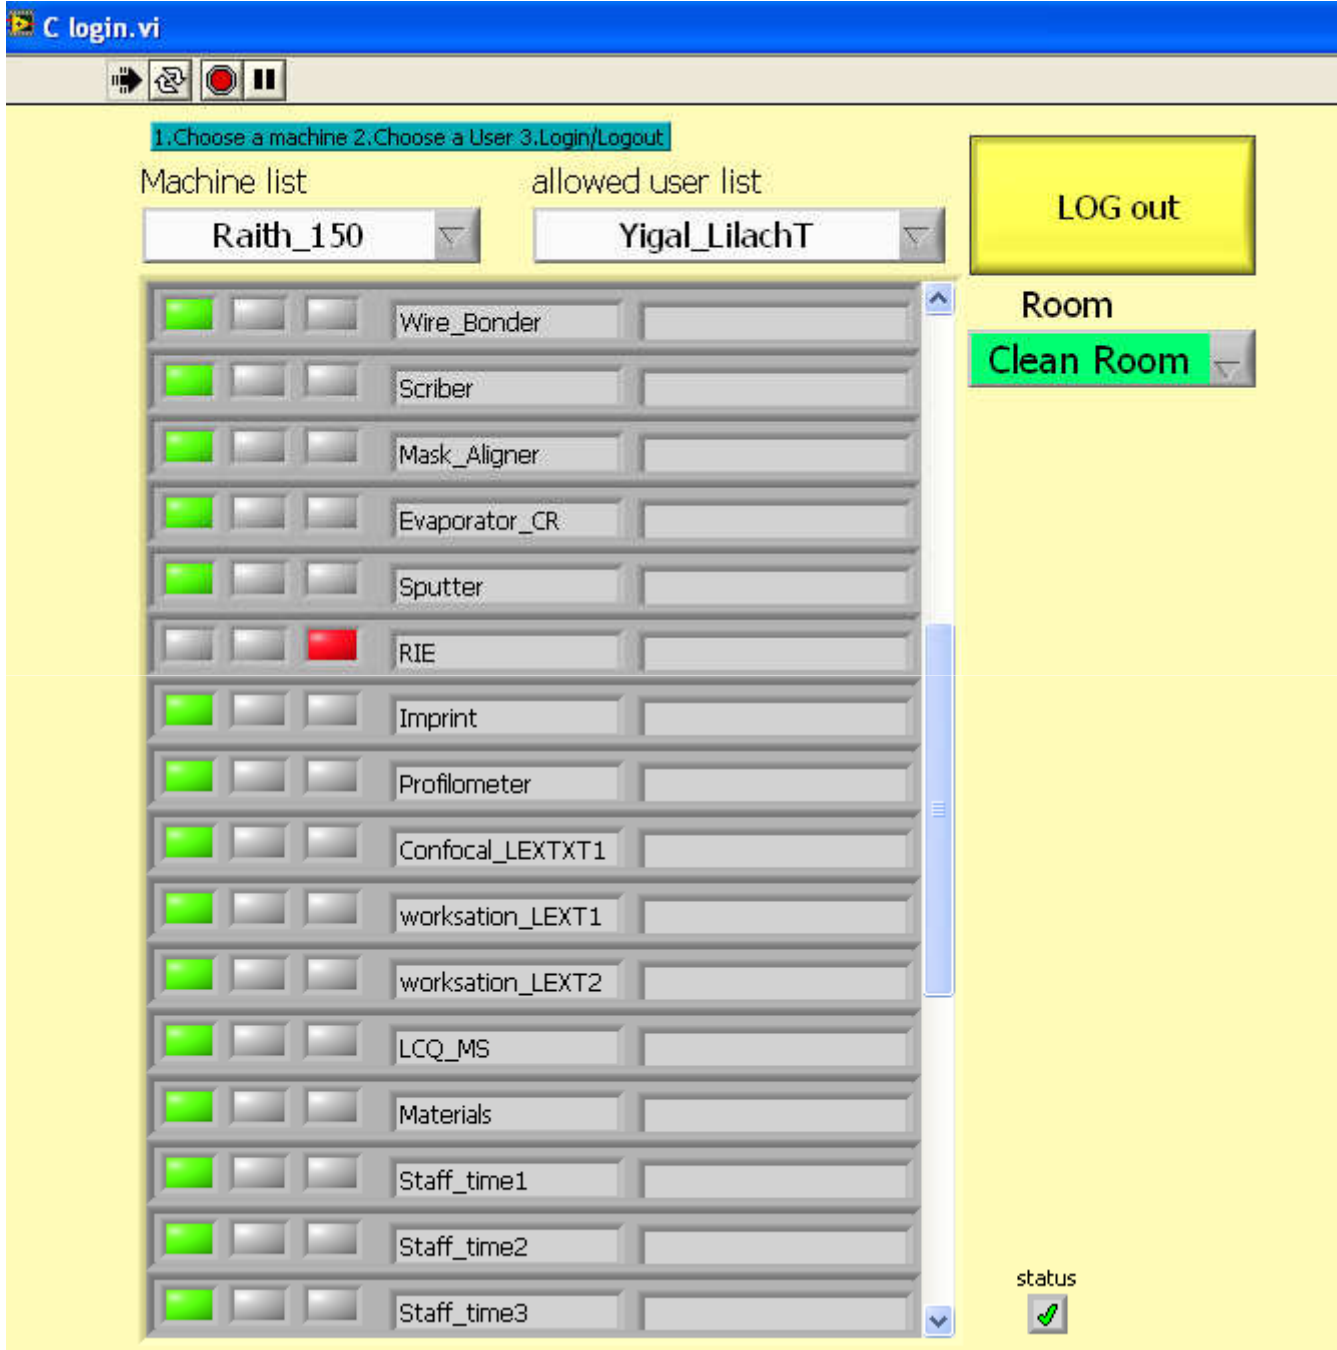 C login.vi
1.Choose a machine 2.Choose a User 3.Login/Logout
Machine list
allowed user list
Raith_150
Yigal_LilachT
LOG out
Room
Clean Room
Wire_Bonder
Scriber
Mask_Aligner
Evaporator_CR
Sputter
RIE
Imprint
Profilometer
Confocal_LEXTXT1
worksation_LEXT1
worksation_LEXT2
LCQ_MS
Materials
Staff_time1
Staff_time2
Staff_time3
status